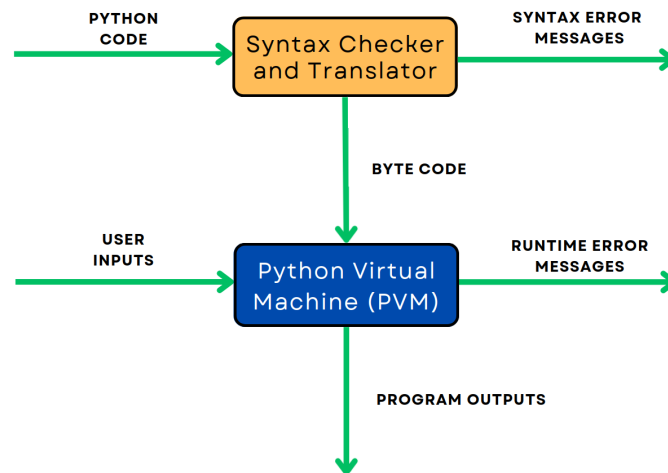 PYTHON
CODE
Syntax Checker
and Translator
SYNTAX ERROR
MESSAGES
BYTE CODE
USER
INPUTS
Python Virtual
Machine (PVM)
RUNTIME ERROR
MESSAGES
PROGRAM OUTPUTS